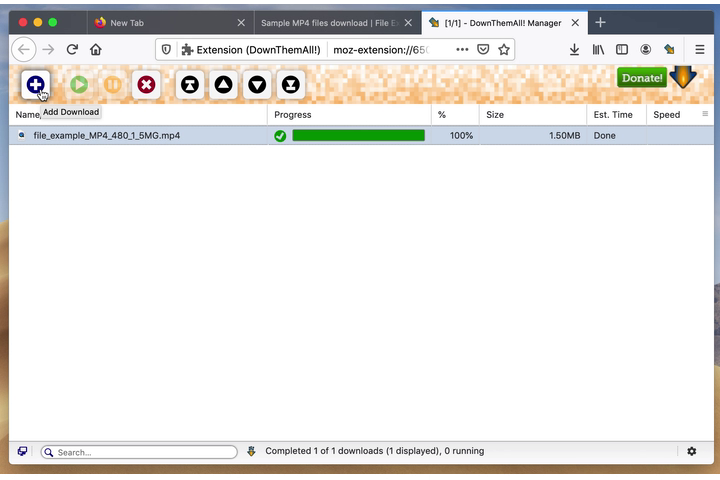 New Tab
Sample MP4 files download | File Ex
[1/1] - DownThemAll! Manager
Extension (DownThemAll!)
moz-extension://650
Donate!
Add Download
Name
Progress
%
Size
Est. Time
Speed
file_example_MP4_480_1_5MG.mp4
100%
1.50MB
Done
Search...
Completed 1 of 1 downloads (1 displayed), 0 running